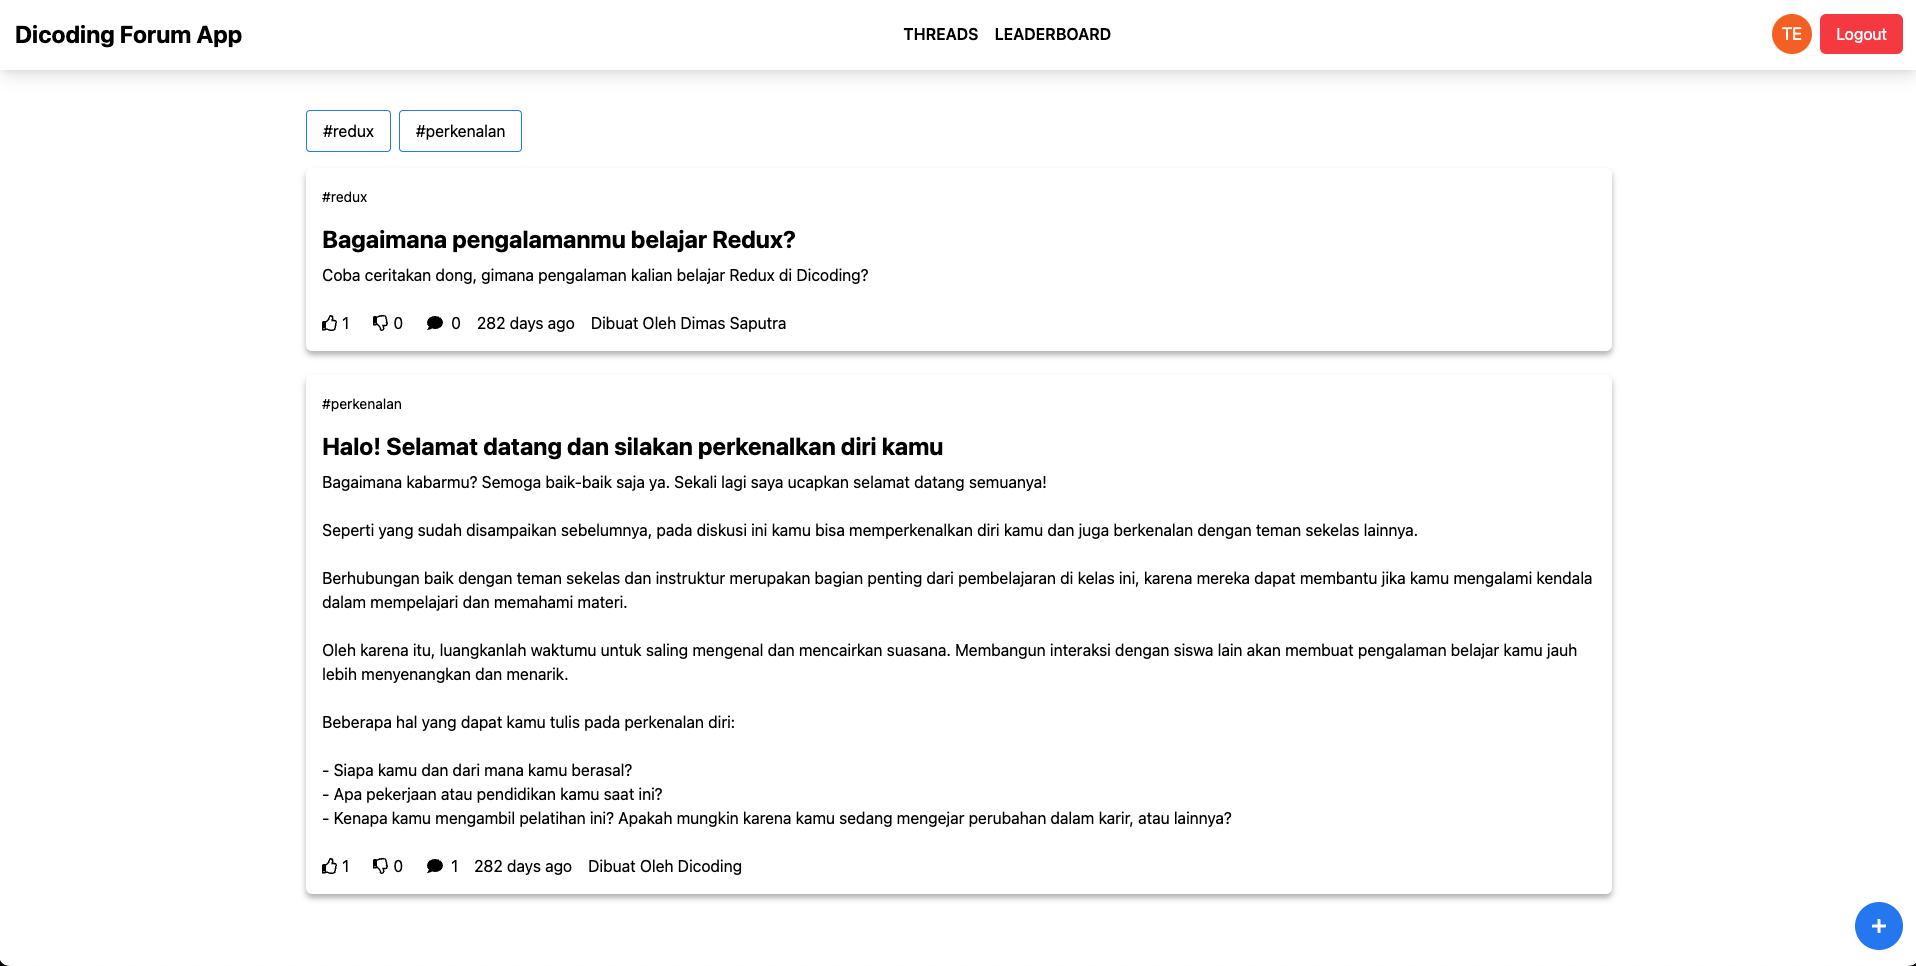 Dicoding Forum App
THREADS LEADERBOARD
TE Logout
#redux #perkenalan
#redux
Bagaimana pengalamanmu belajar Redux?
Coba ceritakan dong, gimana pengalaman kalian belajar Redux di Dicoding?
1 0 0 282 days ago Dibuat Oleh Dimas Saputra
#perkenalan
Halo! Selamat datang dan silakan perkenalkan diri kamu
Bagaimana kabarmu? Semoga baik-baik saja ya. Sekali lagi saya ucapkan selamat datang semuanya!
Seperti yang sudah disampaikan sebelumnya, pada diskusi ini kamu bisa memperkenalkan diri kamu dan juga berkenalan dengan teman sekelas lainnya.
Berhubungan baik dengan teman sekelas dan instruktur merupakan bagian penting dari pembelajaran di kelas ini, karena mereka dapat membantu jika kamu mengalami kendala
dalam mempelajari dan memahami materi.
Oleh karena itu, luangkanlah waktumu untuk saling mengenal dan mencairkan suasana. Membangun interaksi dengan siswa lain akan membuat pengalaman belajar kamu jauh
lebih menyenangkan dan menarik.
Beberapa hal yang dapat kamu tulis pada perkenalan diri:
- Siapa kamu dan dari mana kamu berasal?
- Apa pekerjaan atau pendidikan kamu saat ini?
- Kenapa kamu mengambil pelatihan ini? Apakah mungkin karena kamu sedang mengejar perubahan dalam karir, atau lainnya?
1 0 1 282 days ago Dibuat Oleh Dicoding
+